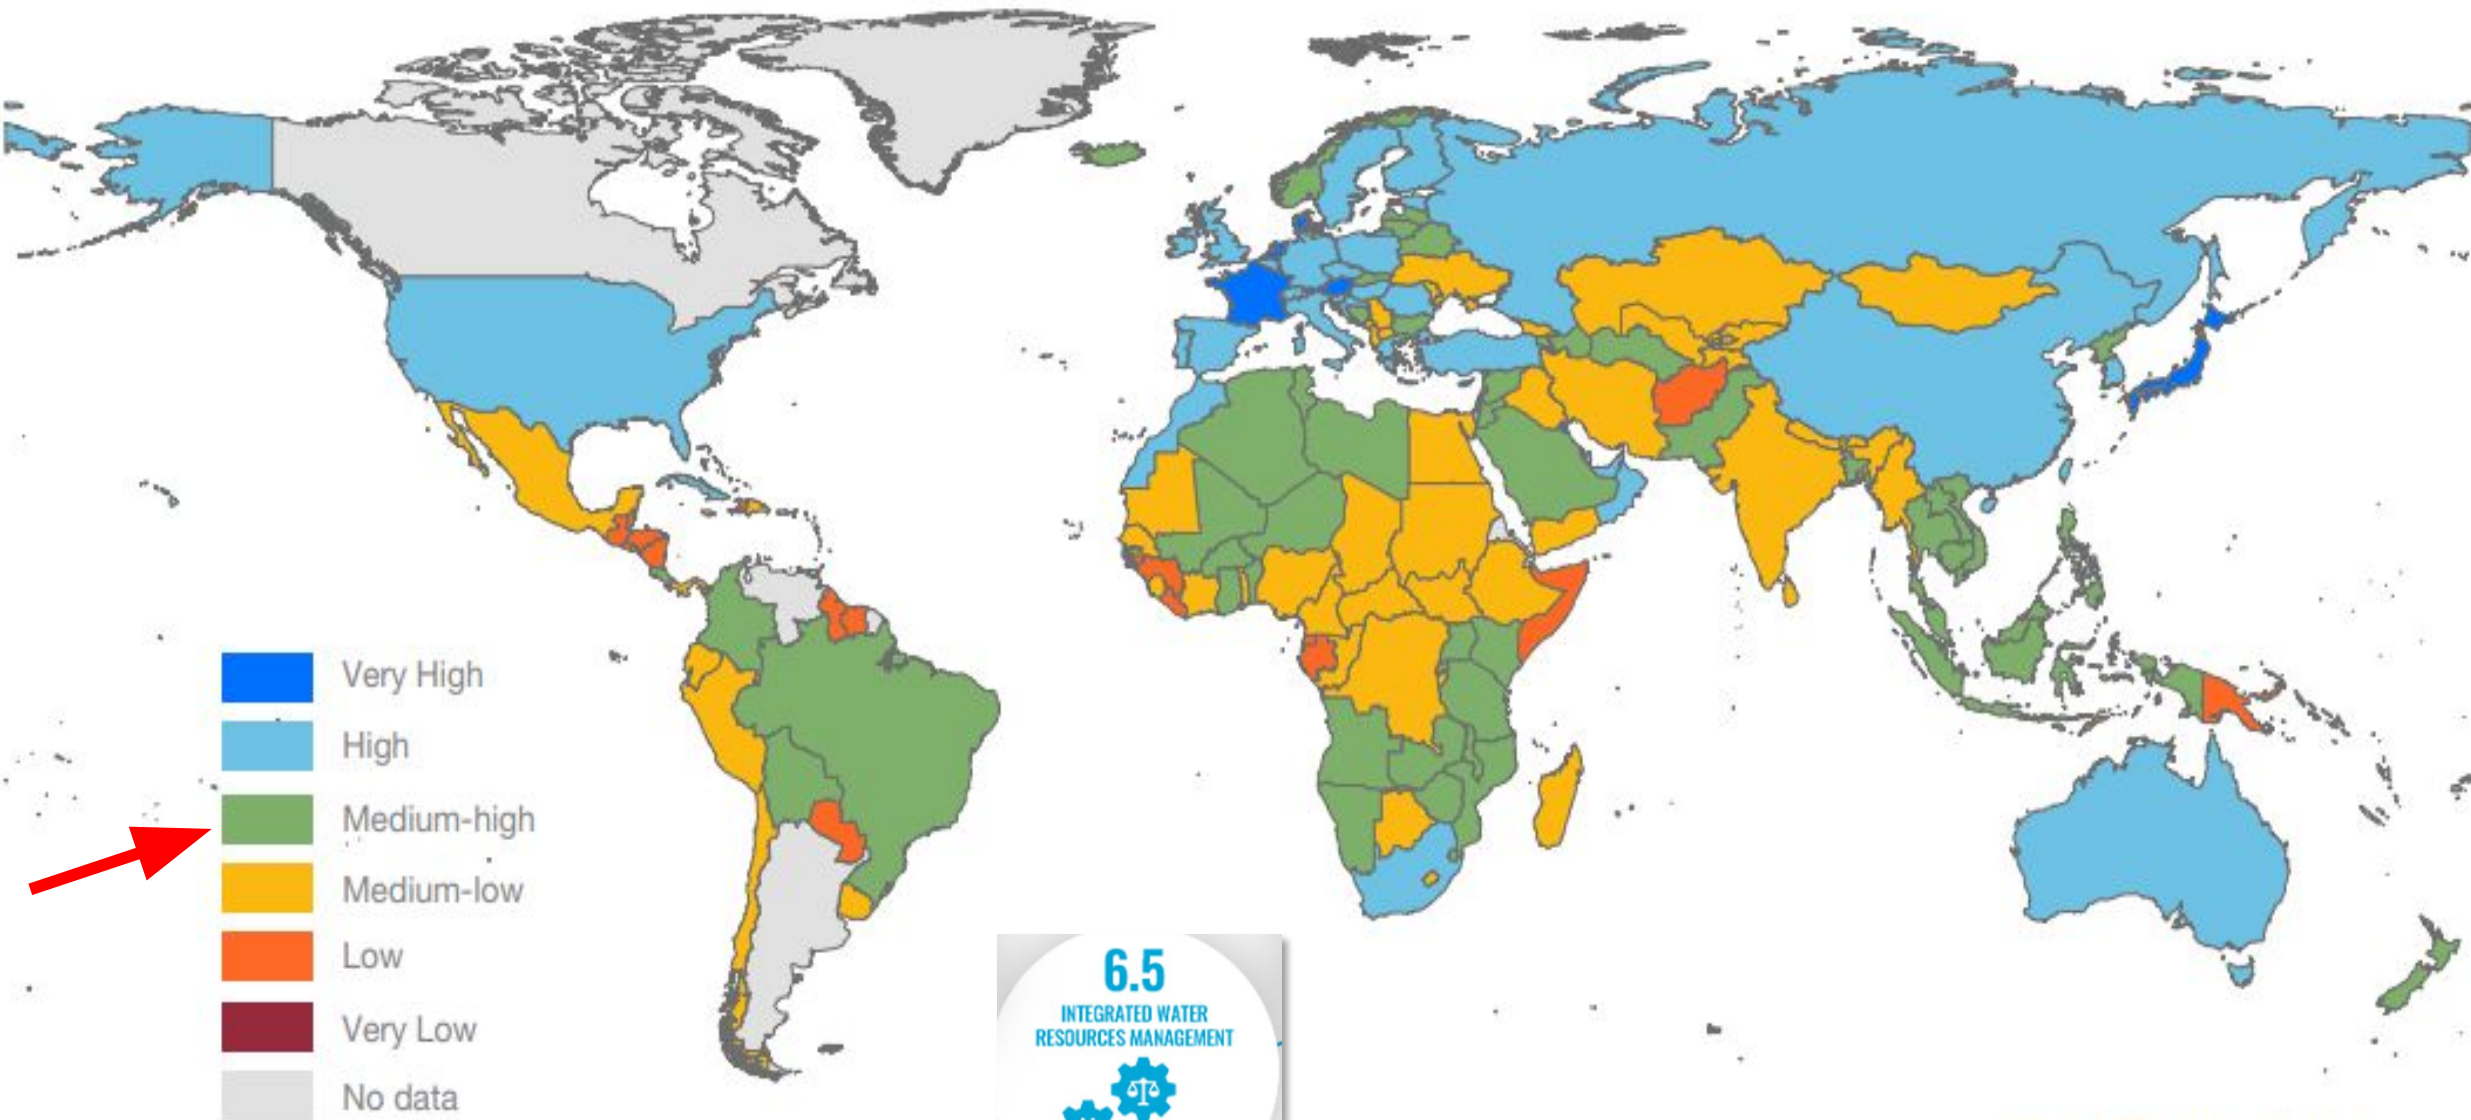 Very High
High
Medium-high
Medium-low
Low
Very Low
No data
6.5
INTEGRATED WATER
RESOURCES MANAGEMENT